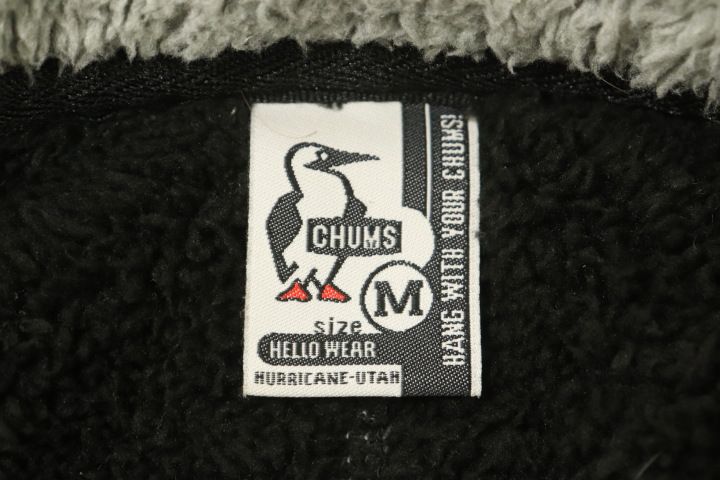 CHUMS
M
size
HELLO WEAR
HURRICANE-UTAH
HANG WITH YOUR CHUMS!